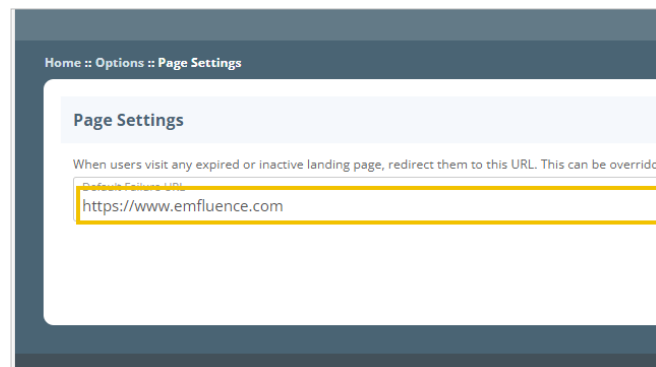 Home :: Options :: Page Settings
Page Settings
When users visit any expired or inactive landing page, redirect them to this URL. This can be overrid
Default Failure URL
https://www.emfluence.com